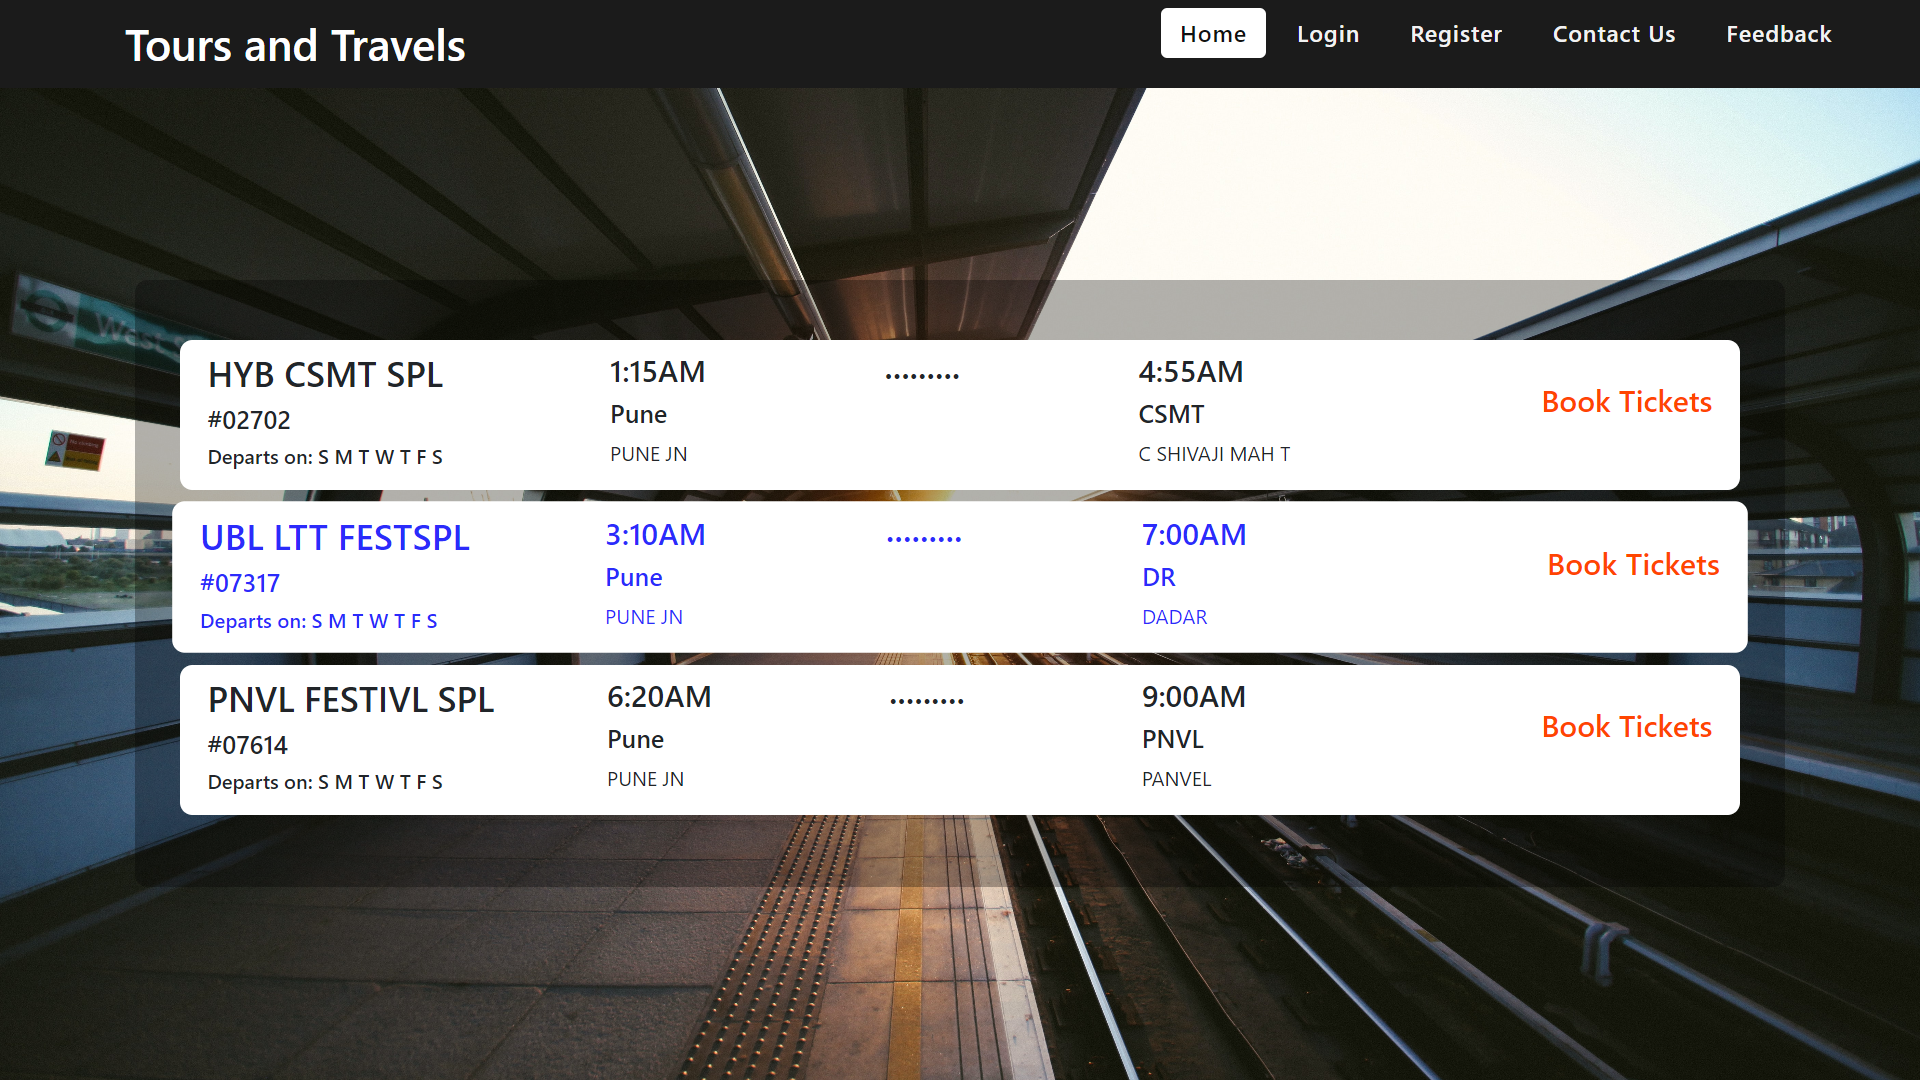 Tours and Travels
Home Login Register Contact Us Feedback
West
HYB CSMT SPL
#02702
Departs on: S M T W T F S
1:15AM
Pune
PUNE JN
.........
4:55AM
CSMT
C SHIVAJI MAH T
Book Tickets
UBL LTT FESTSPL
#07317
Departs on: S M T W T F S
3:10AM
Pune
PUNE JN
.........
7:00AM
DR
DADAR
Book Tickets
PNVL FESTIVL SPL
#07614
Departs on: S M T W T F S
6:20AM
Pune
PUNE JN
.........
9:00AM
PNVL
PANVEL
Book Tickets